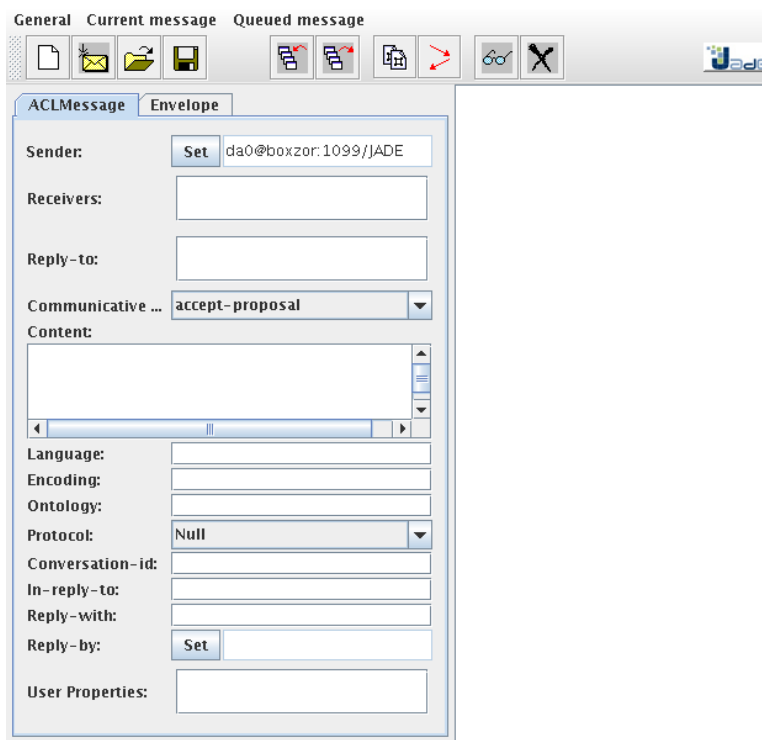 General Current message Queued message
Jade
ACLMessage Envelope
Sender: Set da0@boxzor:1099/JADE
Receivers:
Reply-to:
Communicative ... accept-proposal
Content:
Language:
Encoding:
Ontology:
Protocol: Null
Conversation-id:
In-reply-to:
Reply-with:
Reply-by: Set
User Properties: